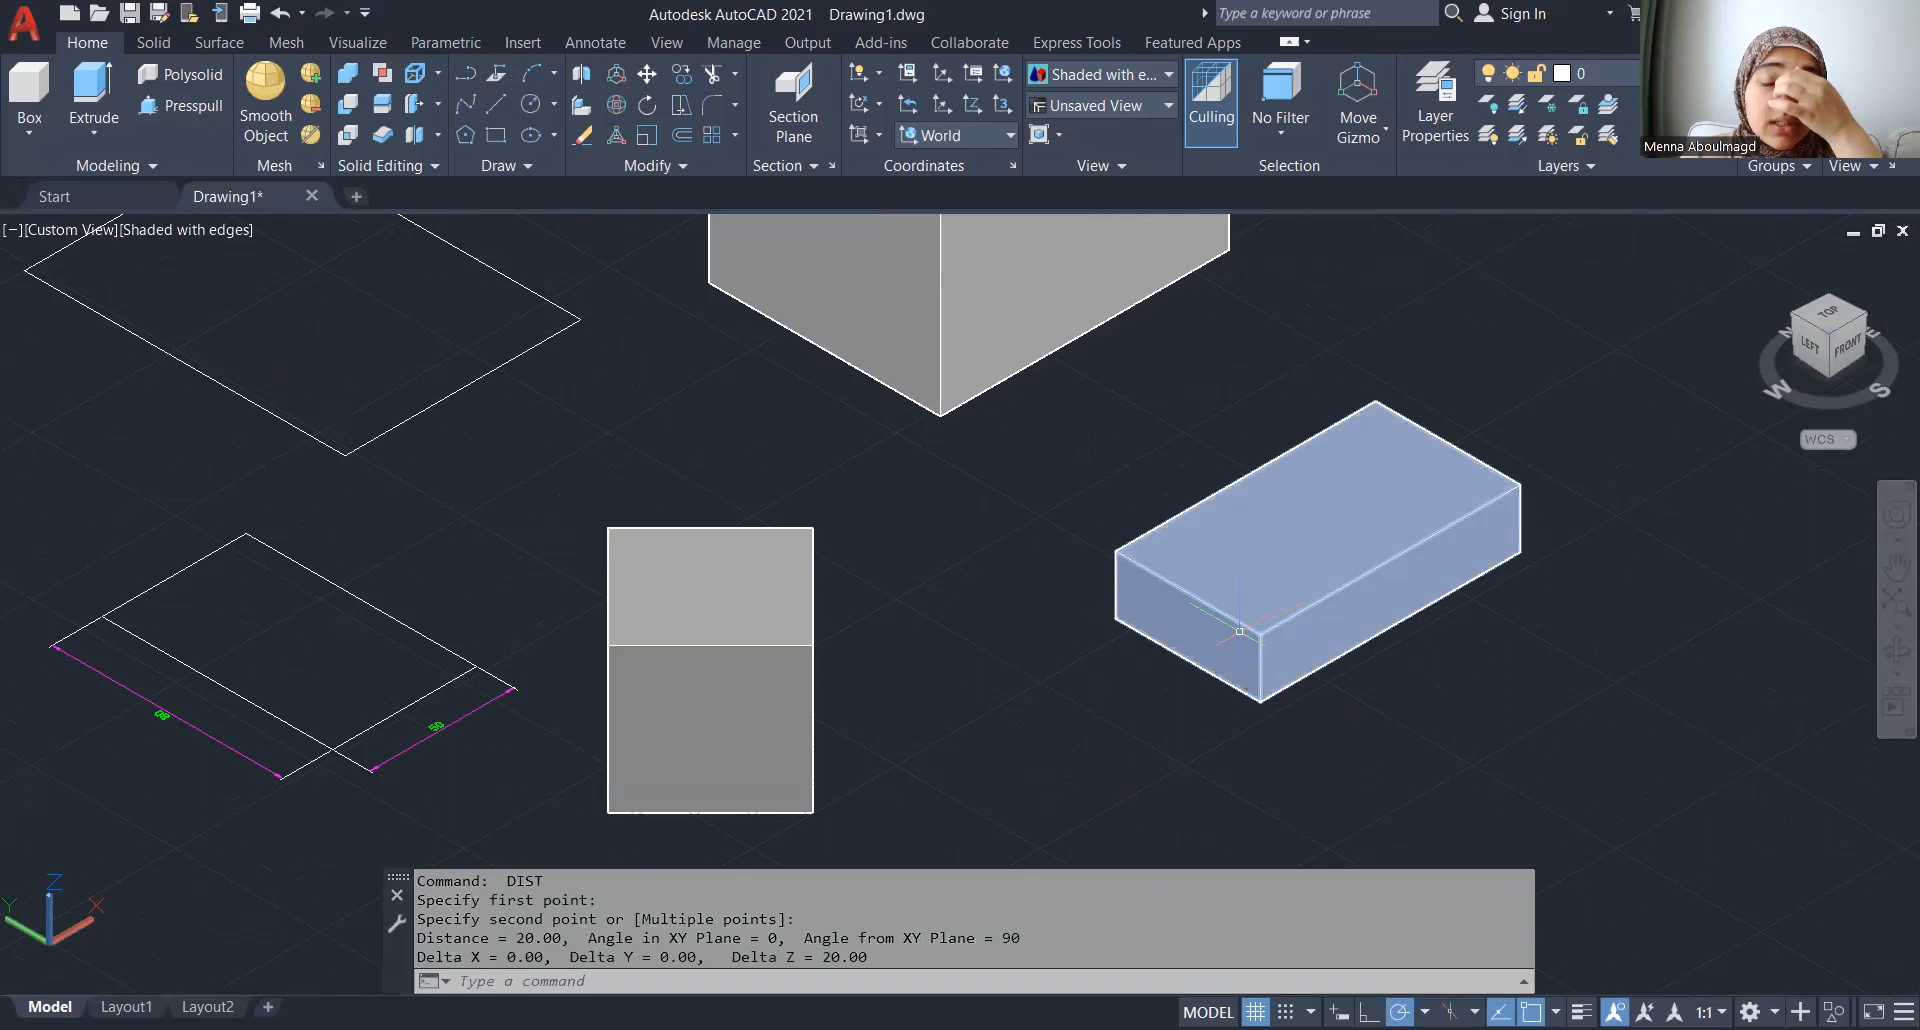 Autodesk AutoCAD 2021 Drawing1.dwg
Type a keyword or phrase
Sign In
Home Solid Surface Mesh Visualize Parametric Insert Annotate View Manage Output Add-ins Collaborate Express Tools Featured Apps
Box
Extrude
Polysolid
Presspull
Modeling
Smooth
Object
Mesh
Solid Editing
Draw
Modify
Section
Plane
Section
World
Coordinates
Shaded with e...
Unsaved View
View
Culling
No Filter
Move
Gizmo
Selection
Layer
Properties
0
Layers
Groups
View
Menna Aboulmagd
Start
Drawing1*
[−][Custom View][Shaded with edges]
TOP
LEFT
FRONT
N
E
W
S
WCS
80
50
Z
Y
X
Command: DIST
Specify first point:
Specify second point or [Multiple points]:
Distance = 20.00, Angle in XY Plane = 0, Angle from XY Plane = 90
Delta X = 0.00, Delta Y = 0.00, Delta Z = 20.00
Type a command
Model
Layout1
Layout2
MODEL
1:1